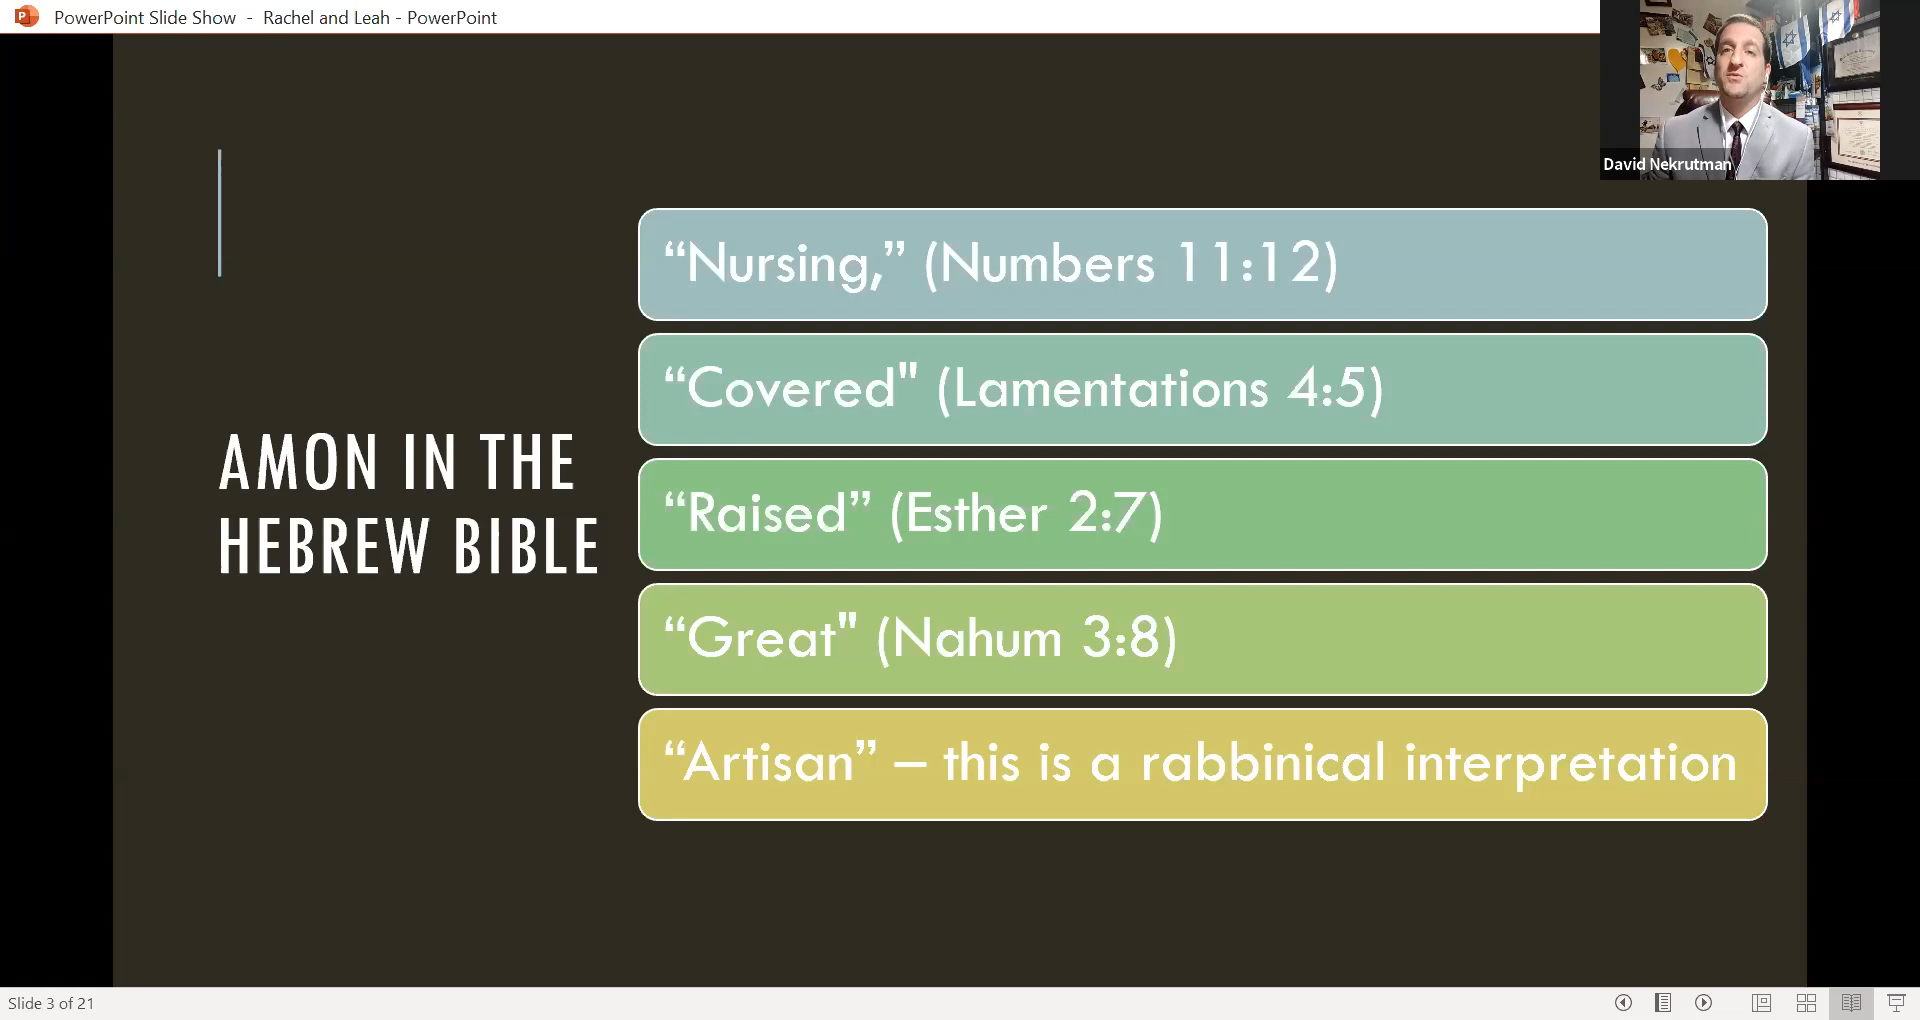 PowerPoint Slide Show - Rachel and Leah - PowerPoint
David Nekrutman
AMON IN THE
HEBREW BIBLE
“Nursing,” (Numbers 11:12)
“Covered" (Lamentations 4:5)
“Raised” (Esther 2:7)
“Great" (Nahum 3:8)
“Artisan” – this is a rabbinical interpretation
Slide 3 of 21